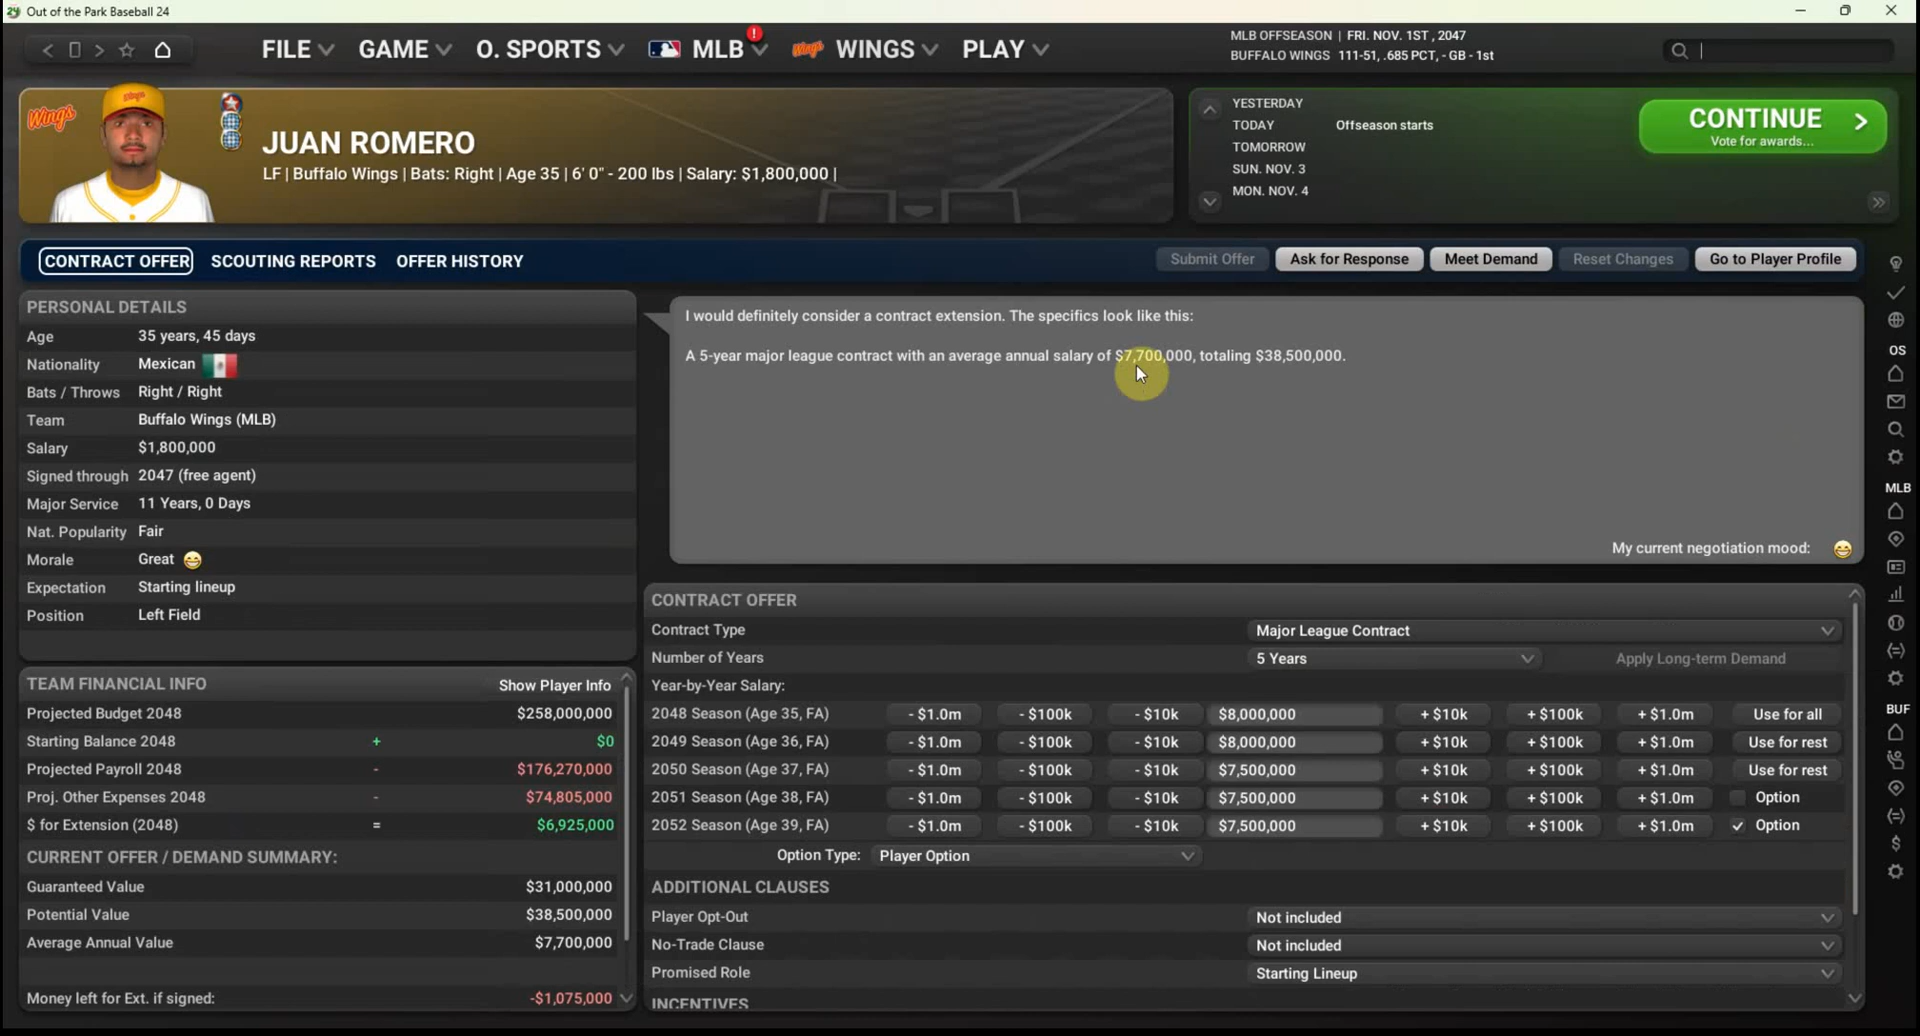 Out of the Park Baseball 24
FILE GAME O. SPORTS MLB WINGS PLAY
MLB OFFSEASON | FRI. NOV. 1ST , 2047
BUFFALO WINGS 111-51, .685 PCT, - GB - 1st
Wings
JUAN ROMERO
LF | Buffalo Wings | Bats: Right | Age 35 | 6' 0" - 200 lbs | Salary: $1,800,000 |
YESTERDAY
TODAY Offseason starts
TOMORROW
SUN. NOV. 3
MON. NOV. 4
CONTINUE
Vote for awards...
CONTRACT OFFER SCOUTING REPORTS OFFER HISTORY
Submit Offer Ask for Response Meet Demand Reset Changes Go to Player Profile
PERSONAL DETAILS
Age 35 years, 45 days
Nationality Mexican
Bats / Throws Right / Right
Team Buffalo Wings (MLB)
Salary $1,800,000
Signed through 2047 (free agent)
Major Service 11 Years, 0 Days
Nat. Popularity Fair
Morale Great
Expectation Starting lineup
Position Left Field
I would definitely consider a contract extension. The specifics look like this:
A 5-year major league contract with an average annual salary of $7,700,000, totaling $38,500,000.
My current negotiation mood:
TEAM FINANCIAL INFO Show Player Info
Projected Budget 2048 $258,000,000
Starting Balance 2048 + $0
Projected Payroll 2048 - $176,270,000
Proj. Other Expenses 2048 - $74,805,000
$ for Extension (2048) = $6,925,000
CURRENT OFFER / DEMAND SUMMARY:
Guaranteed Value $31,000,000
Potential Value $38,500,000
Average Annual Value $7,700,000
Money left for Ext. if signed: -$1,075,000
CONTRACT OFFER
Contract Type Major League Contract
Number of Years 5 Years Apply Long-term Demand
Year-by-Year Salary:
2048 Season (Age 35, FA) - $1.0m - $100k - $10k $8,000,000 + $10k + $100k + $1.0m Use for all
2049 Season (Age 36, FA) - $1.0m - $100k - $10k $8,000,000 + $10k + $100k + $1.0m Use for rest
2050 Season (Age 37, FA) - $1.0m - $100k - $10k $7,500,000 + $10k + $100k + $1.0m Use for rest
2051 Season (Age 38, FA) - $1.0m - $100k - $10k $7,500,000 + $10k + $100k + $1.0m Option
2052 Season (Age 39, FA) - $1.0m - $100k - $10k $7,500,000 + $10k + $100k + $1.0m Option
Option Type: Player Option
ADDITIONAL CLAUSES
Player Opt-Out Not included
No-Trade Clause Not included
Promised Role Starting Lineup
INCENTIVES
OS
MLB
BUF